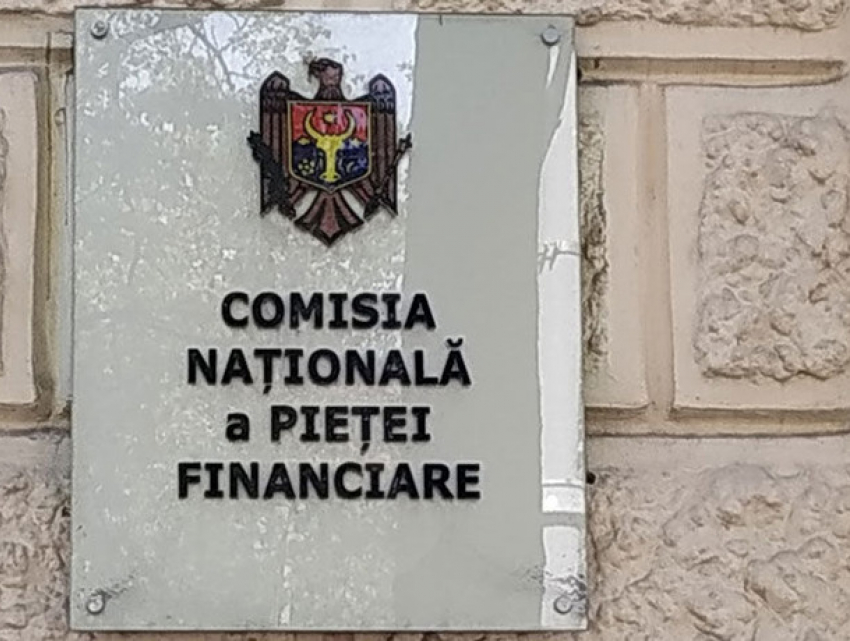 COMISIA
NAȚIONALĂ
a PIEȚEI
FINANCIARE